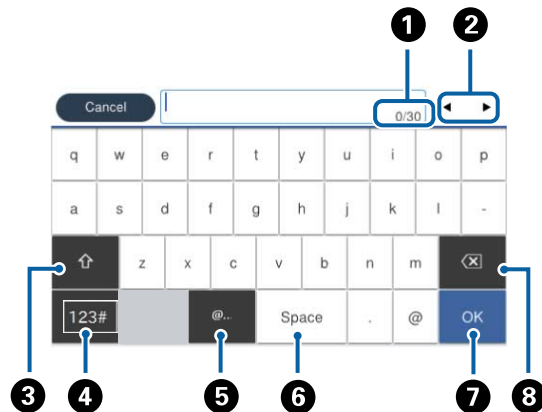 1 2
Cancel 0/30
q w e r t y u i o p
a s d f g h j k l -
z x c v b n m
123# @... Space . @ OK
3 4 5 6 7 8